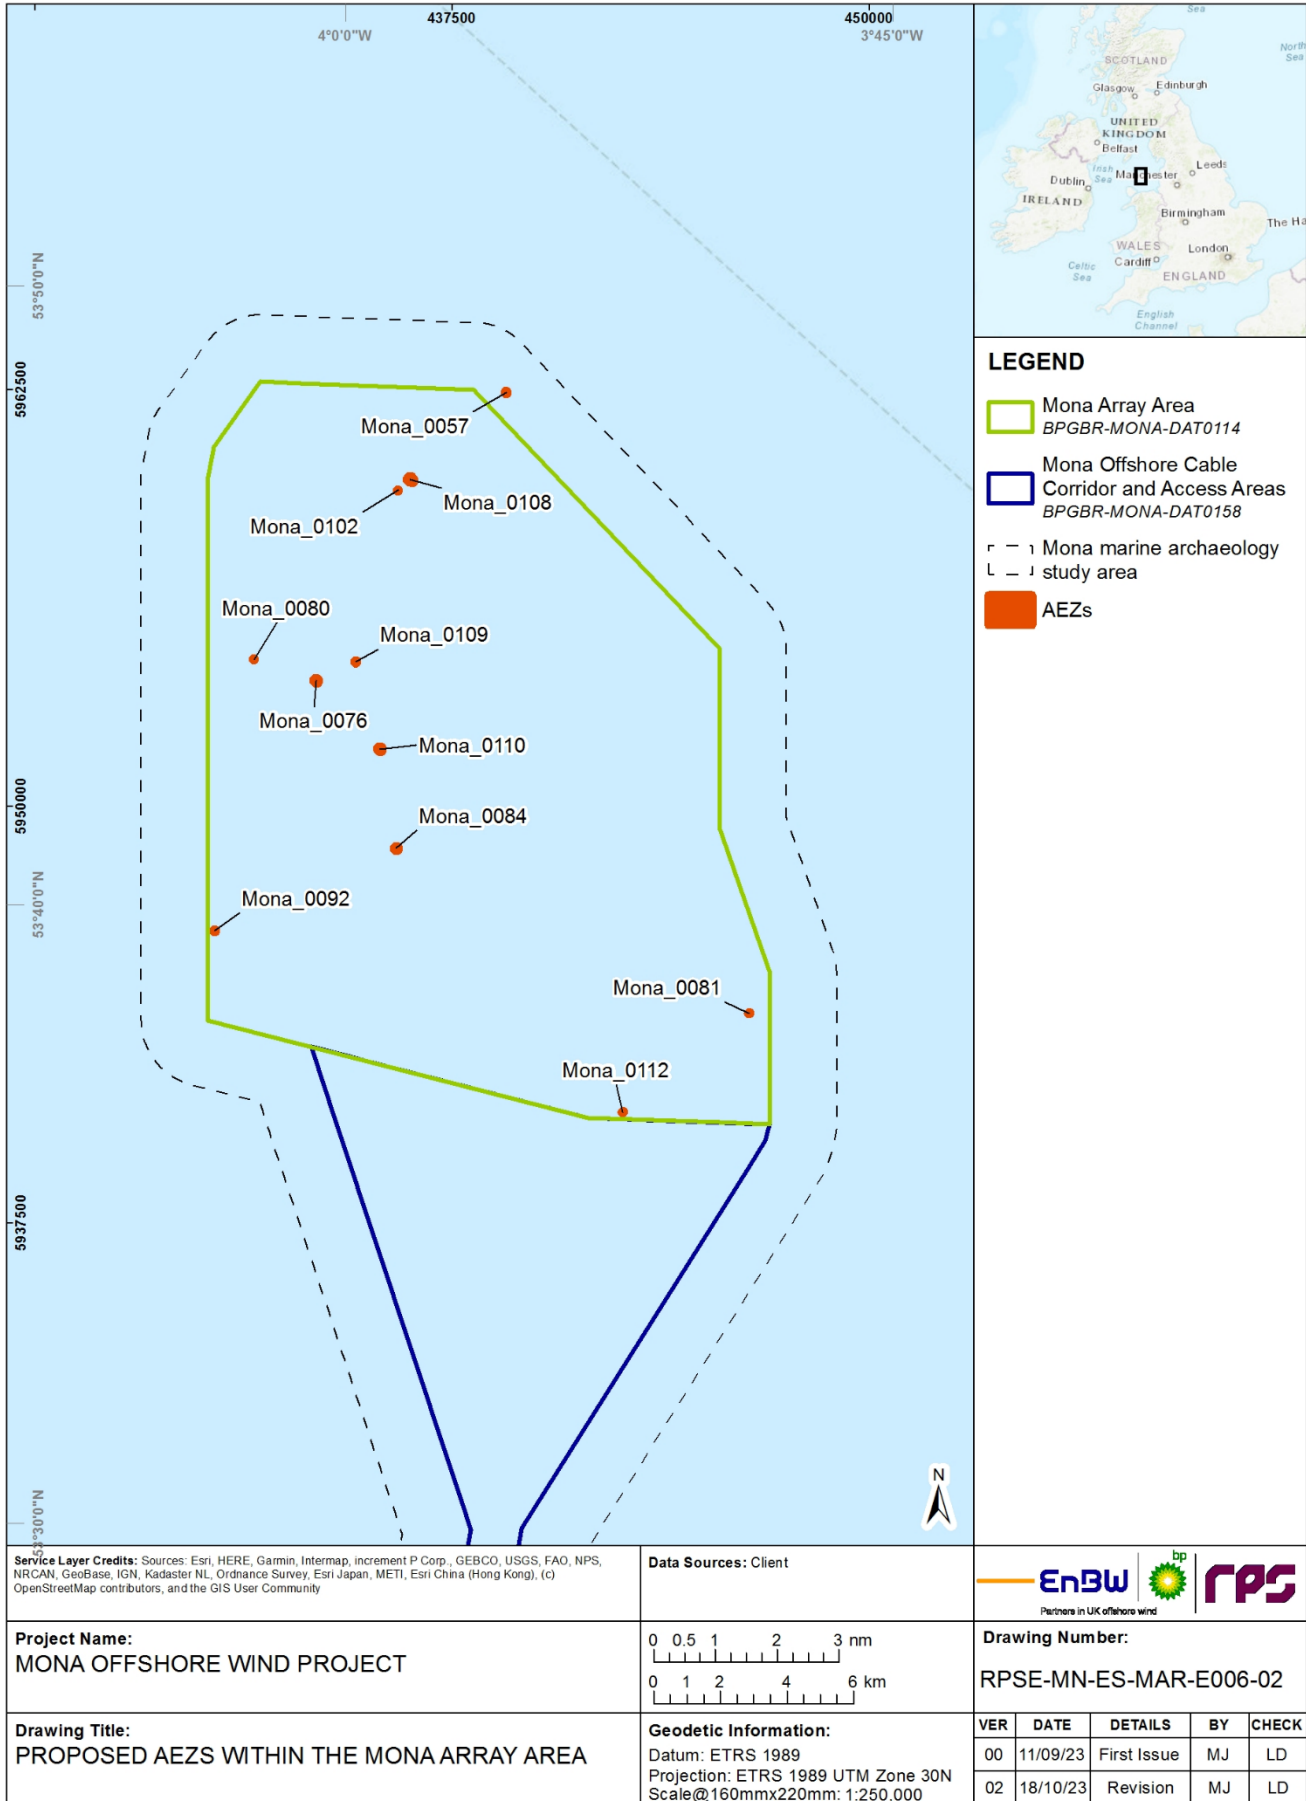 437500
450000
4°0'0"W
3°45'0"W
53°50'0"N
5962500
5950000
53°40'0"N
5937500
53°30'0"N
Mona_0057
Mona_0108
Mona_0102
Mona_0080
Mona_0109
Mona_0076
Mona_0110
Mona_0084
Mona_0092
Mona_0081
Mona_0112
N
Sea
North
Sea
SCOTLAND
Glasgow
Edinburgh
UNITED
KINGDOM
Belfast
Irish
Sea
Manchester
Leeds
Dublin
IRELAND
Birmingham
The Ha
WALES
London
Cardiff
Celtic
Sea
ENGLAND
English
Channel
LEGEND
Mona Array Area
BPGBR-MONA-DAT0114
Mona Offshore Cable
Corridor and Access Areas
BPGBR-MONA-DAT0158
Mona marine archaeology
study area
AEZs
Service Layer Credits: Sources: Esri, HERE, Garmin, Intermap, increment P Corp., GEBCO, USGS, FAO, NPS,
NRCAN, GeoBase, IGN, Kadaster NL, Ordnance Survey, Esri Japan, METI, Esri China (Hong Kong), (c)
OpenStreetMap contributors, and the GIS User Community
Data Sources: Client
EnBW
bp
rps
Partners in UK offshore wind
Project Name:
MONA OFFSHORE WIND PROJECT
0 0.5 1 2 3 nm
0 1 2 4 6 km
Drawing Number:
RPSE-MN-ES-MAR-E006-02
Drawing Title:
PROPOSED AEZS WITHIN THE MONA ARRAY AREA
Geodetic Information:
Datum: ETRS 1989
Projection: ETRS 1989 UTM Zone 30N
Scale@160mmx220mm: 1:250.000
VER DATE DETAILS BY CHECK
00 11/09/23 First Issue MJ LD
02 18/10/23 Revision MJ LD